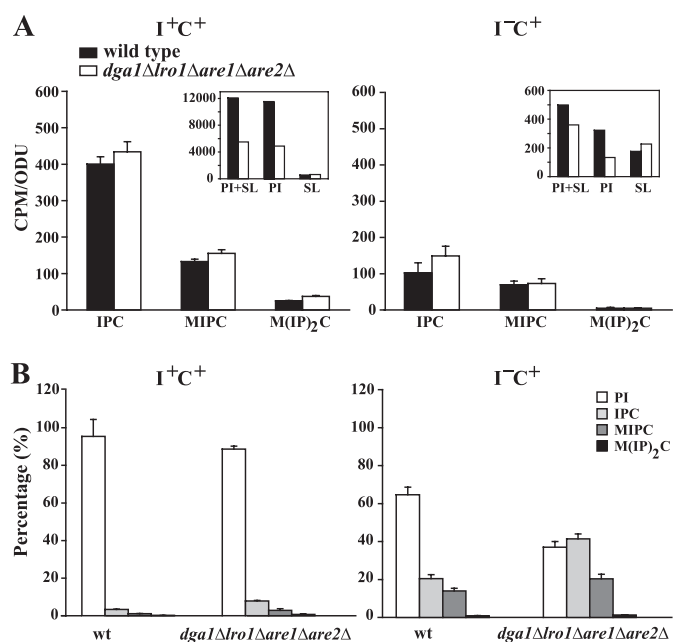 A
I⁺C⁺
I⁻C⁺
wild type
dga1Δlro1Δare1Δare2Δ
CPM/ODU
600
500
400
300
200
100
0
12000
8000
4000
0
PI+SL PI SL
IPC MIPC M(IP)₂C
600
500
400
300
200
100
0
600
400
200
0
PI+SL PI SL
IPC MIPC M(IP)₂C
B
I⁺C⁺
I⁻C⁺
Percentage (%)
120
100
80
60
40
20
0
wt dga1Δlro1Δare1Δare2Δ
120
100
80
60
40
20
0
PI
IPC
MIPC
M(IP)₂C
wt dga1Δlro1Δare1Δare2Δ